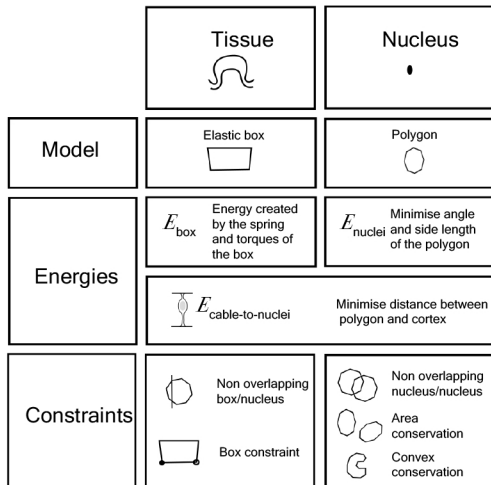 Tissue
Nucleus
Model
Elastic box
Polygon
Energies
E box
Energy created
by the spring
and torques of
the box
E nuclei
Minimise angle
and side length
of the polygon
E cable-to-nuclei
Minimise distance between
polygon and cortex
Constraints
Non overlapping
box/nucleus
Box constraint
Non overlapping
nucleus/nucleus
Area
conservation
Convex
conservation